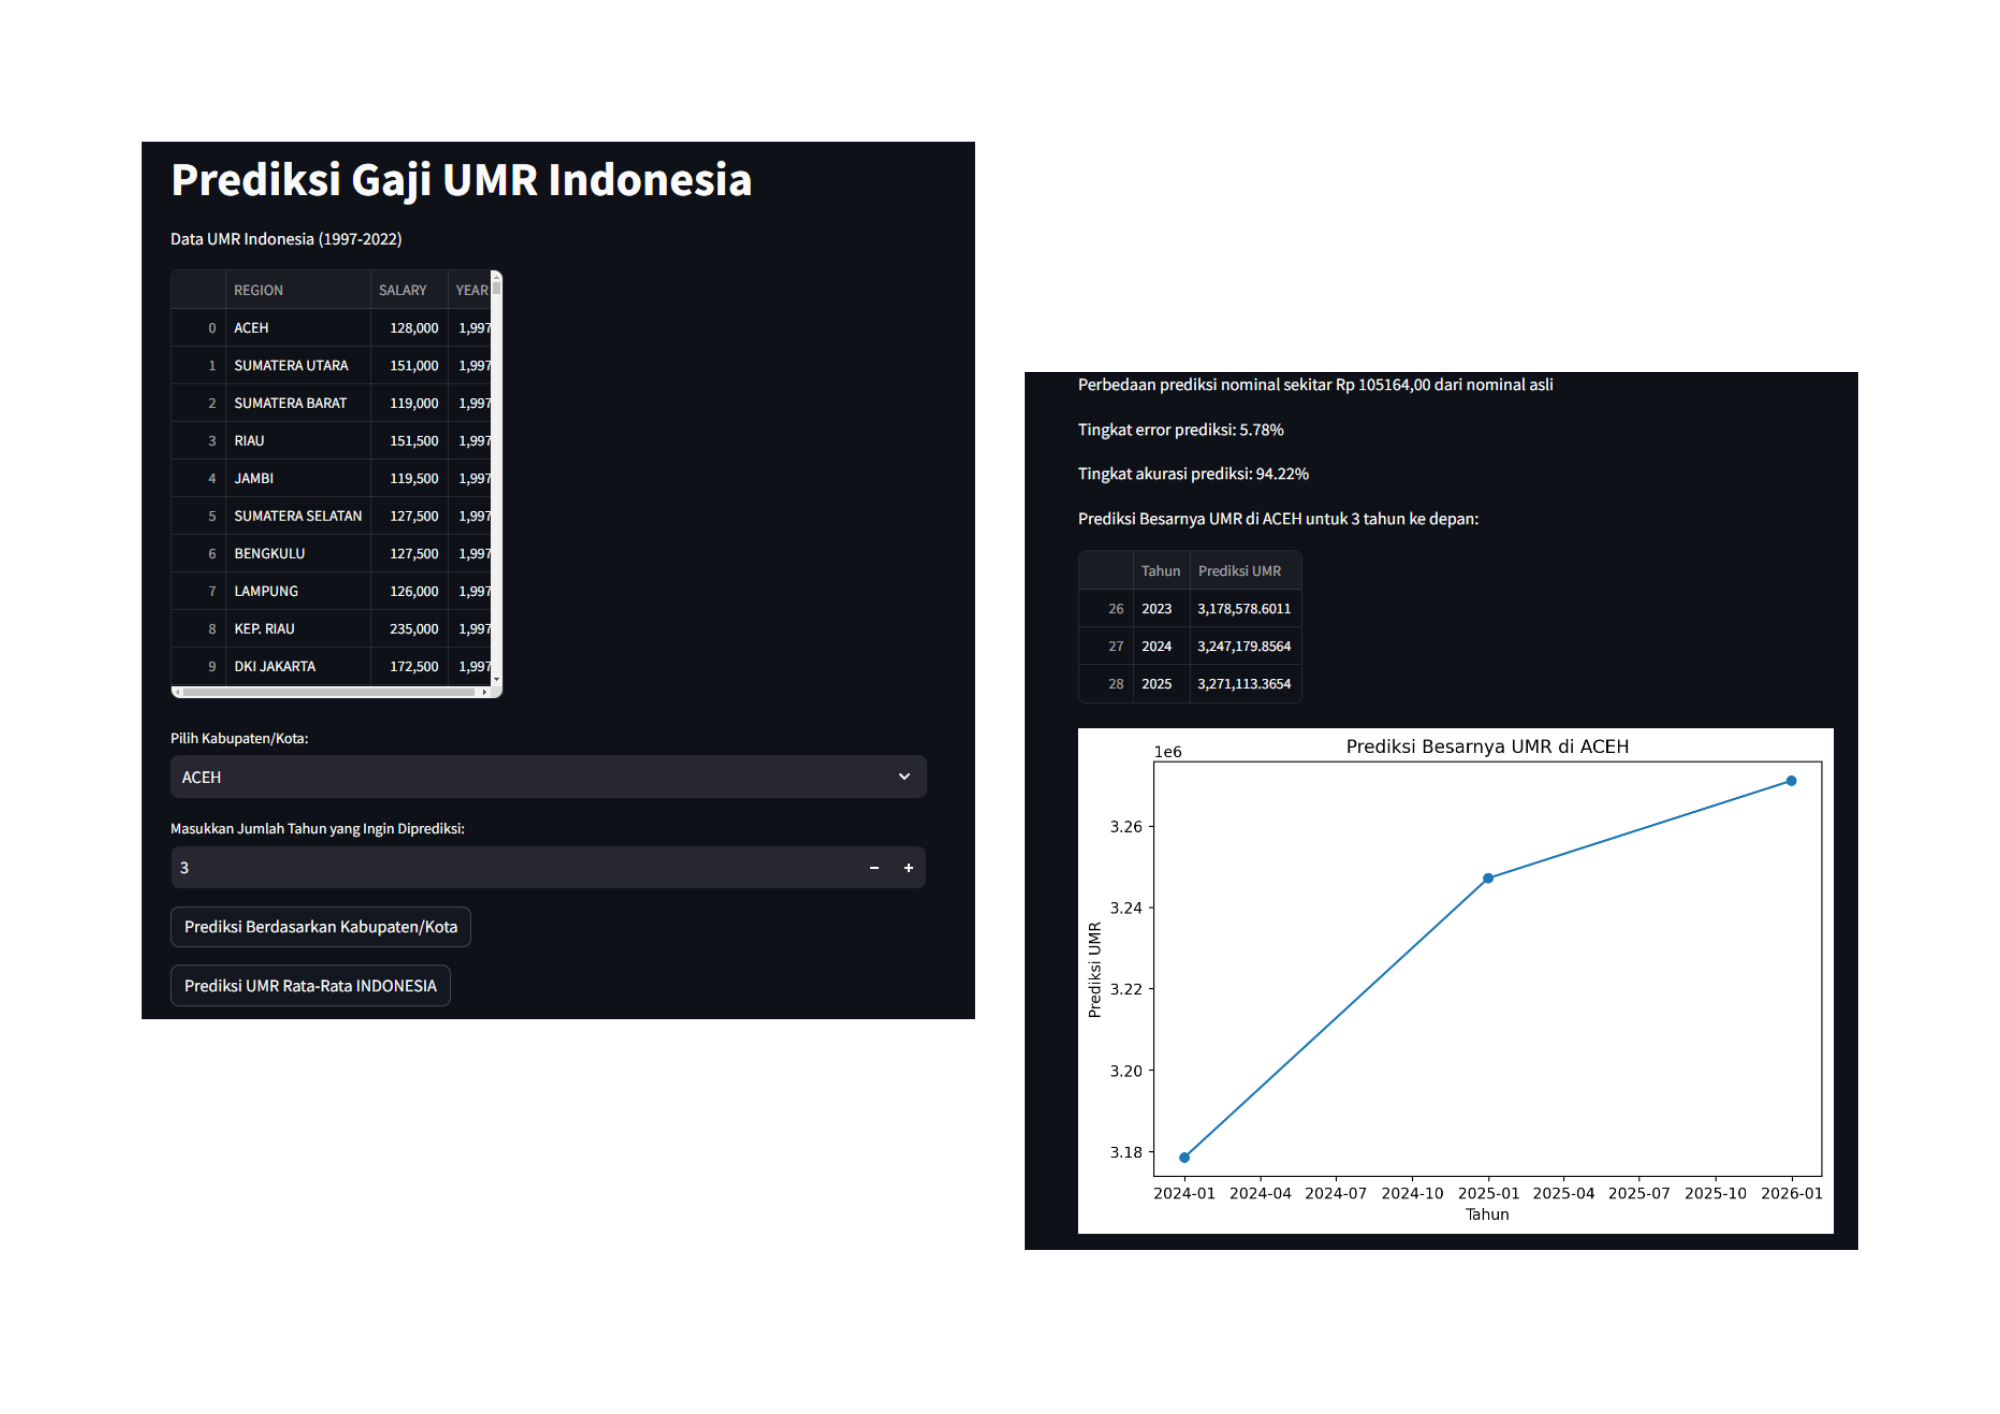 Prediksi Gaji UMR Indonesia
Data UMR Indonesia (1997-2022)
REGION SALARY YEAR
0 ACEH 128,000 1,997
1 SUMATERA UTARA 151,000 1,997
2 SUMATERA BARAT 119,000 1,997
3 RIAU 151,500 1,997
4 JAMBI 119,500 1,997
5 SUMATERA SELATAN 127,500 1,997
6 BENGKULU 127,500 1,997
7 LAMPUNG 126,000 1,997
8 KEP. RIAU 235,000 1,997
9 DKI JAKARTA 172,500 1,997
Pilih Kabupaten/Kota:
ACEH
Masukkan Jumlah Tahun yang Ingin Diprediksi:
3 − +
Prediksi Berdasarkan Kabupaten/Kota
Prediksi UMR Rata-Rata INDONESIA
Perbedaan prediksi nominal sekitar Rp 105164,00 dari nominal asli
Tingkat error prediksi: 5.78%
Tingkat akurasi prediksi: 94.22%
Prediksi Besarnya UMR di ACEH untuk 3 tahun ke depan:
Tahun Prediksi UMR
26 2023 3,178,578.6011
27 2024 3,247,179.8564
28 2025 3,271,113.3654
Prediksi Besarnya UMR di ACEH
1e6
3.26
3.24
3.22
3.20
3.18
Prediksi UMR
2024-01 2024-04 2024-07 2024-10 2025-01 2025-04 2025-07 2025-10 2026-01
Tahun